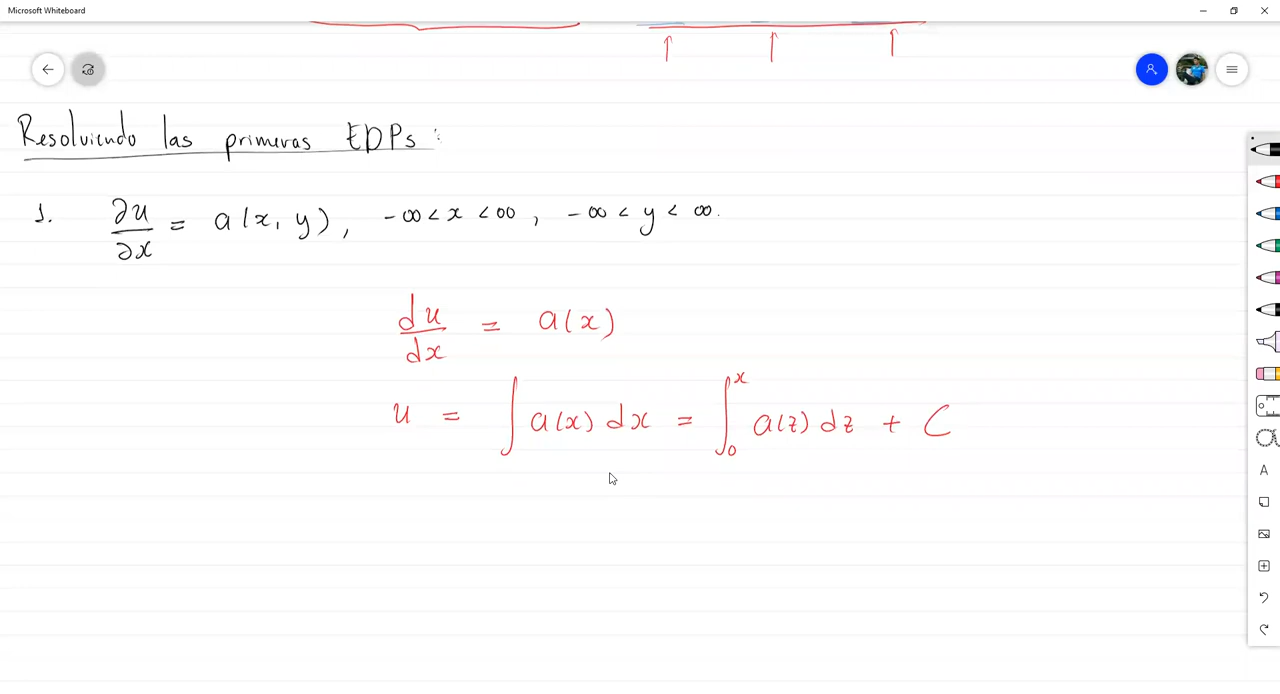 Microsoft Whiteboard
Resolviendo las primeras EDPs:
1. ∂u/∂x = a(x, y), -∞ < x < ∞, -∞ < y < ∞.
du/dx = a(x)
u = ∫ a(x) dx = ∫₀ˣ a(z) dz + C
A